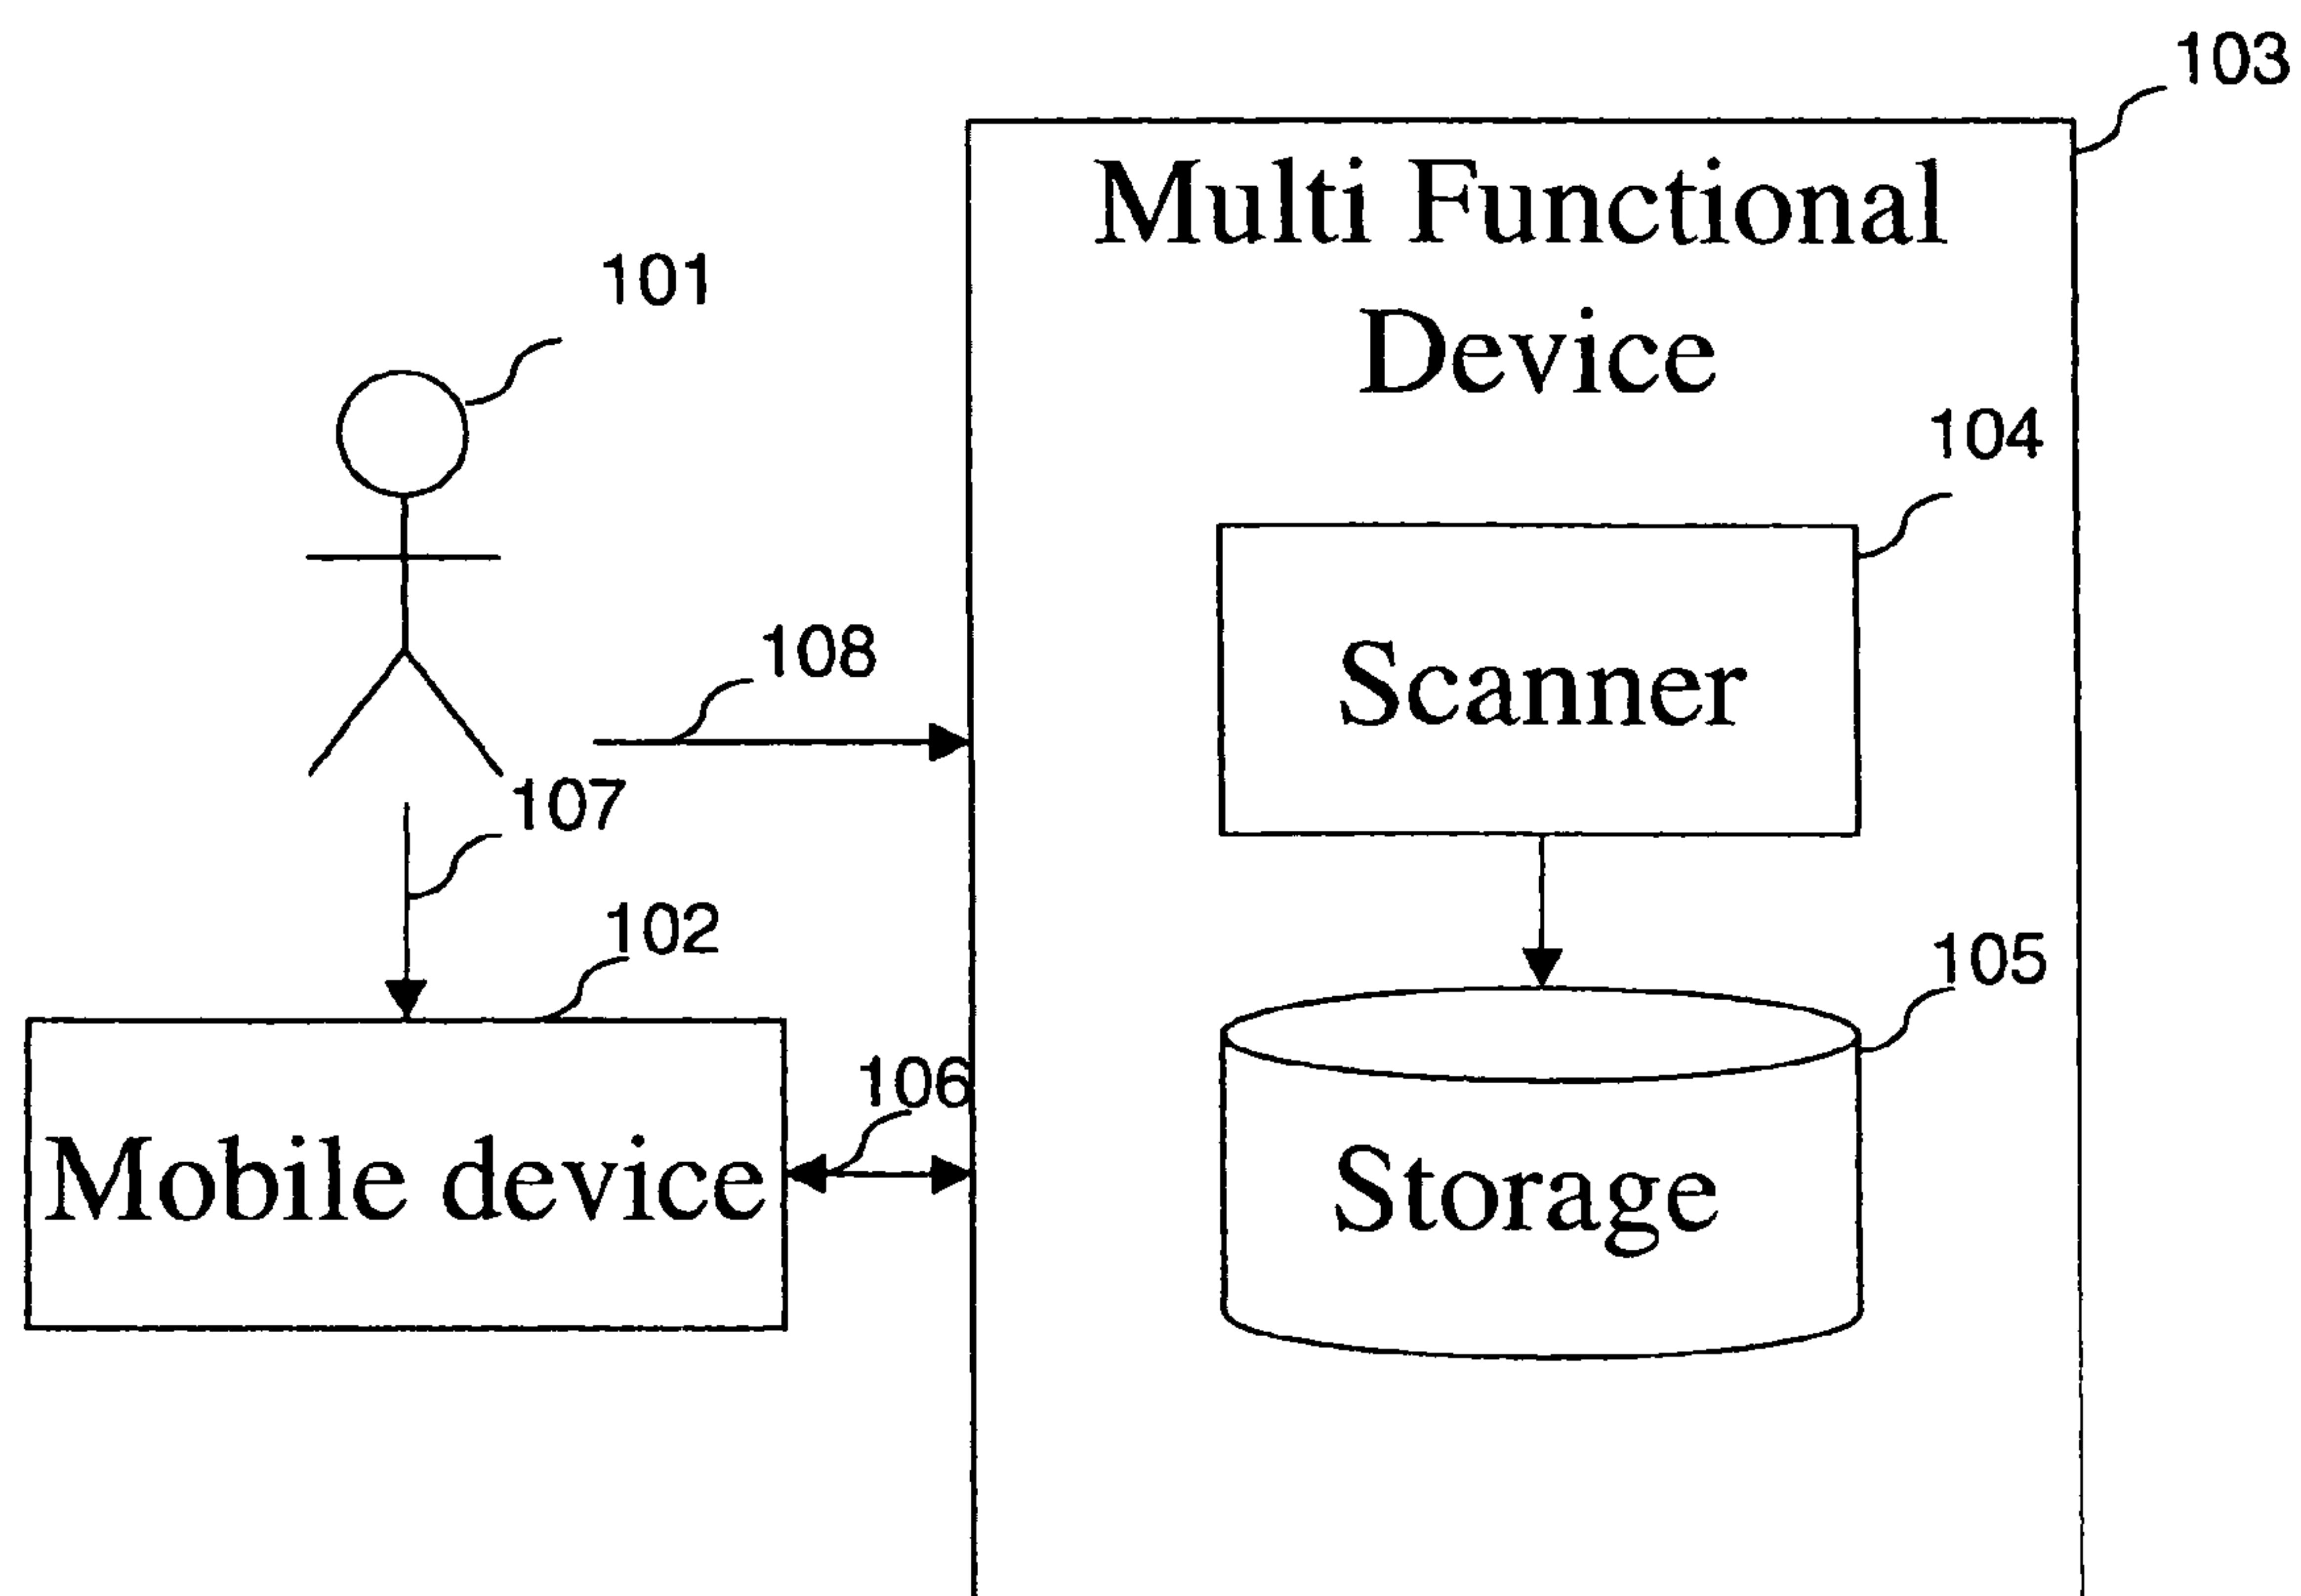 103
Multi Functional
Device
101
104
Scanner
108
107
102
105
106
Mobile device
Storage